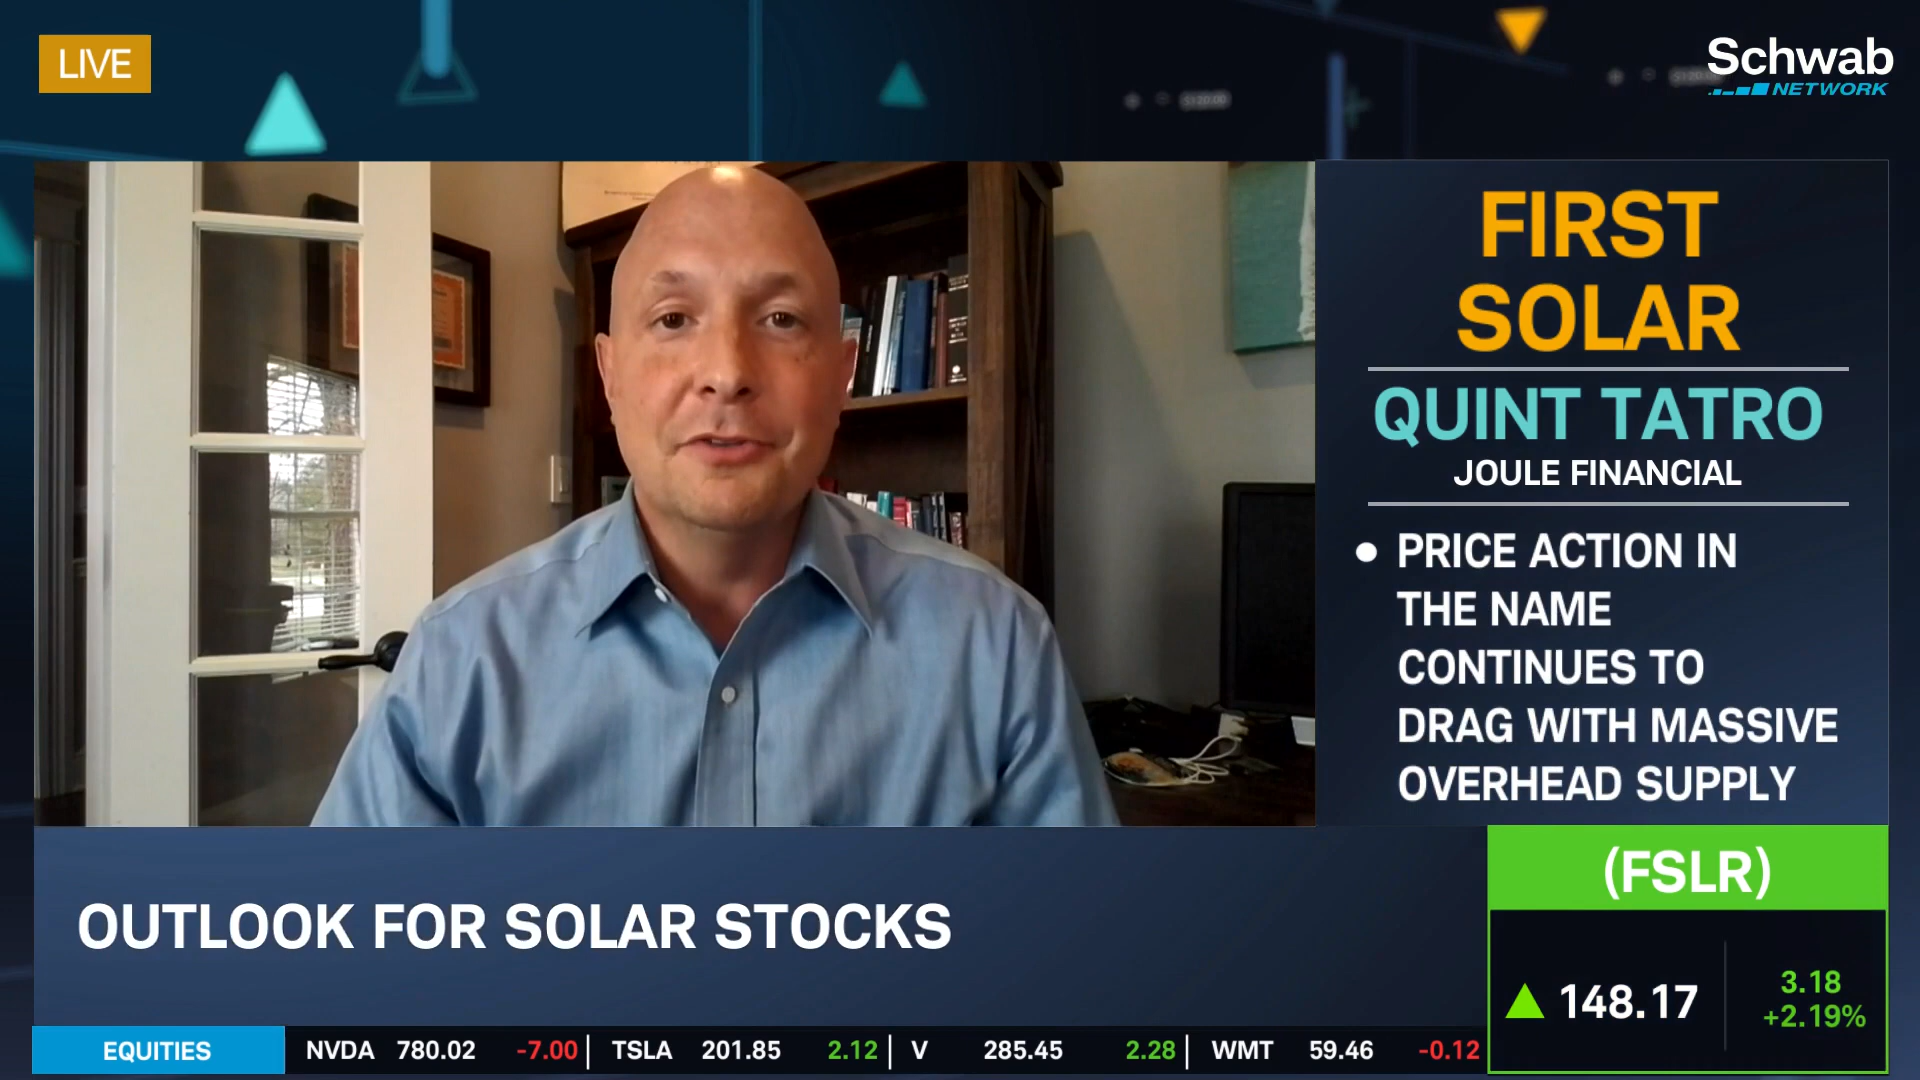 LIVE
Schwab
NETWORK
$120.00
FIRST
SOLAR
QUINT TATRO
JOULE FINANCIAL
● PRICE ACTION IN
THE NAME
CONTINUES TO
DRAG WITH MASSIVE
OVERHEAD SUPPLY
OUTLOOK FOR SOLAR STOCKS
(FSLR)
▲ 148.17
3.18
+2.19%
EQUITIES NVDA 780.02 -7.00 | TSLA 201.85 2.12 | V 285.45 2.28 | WMT 59.46 -0.12